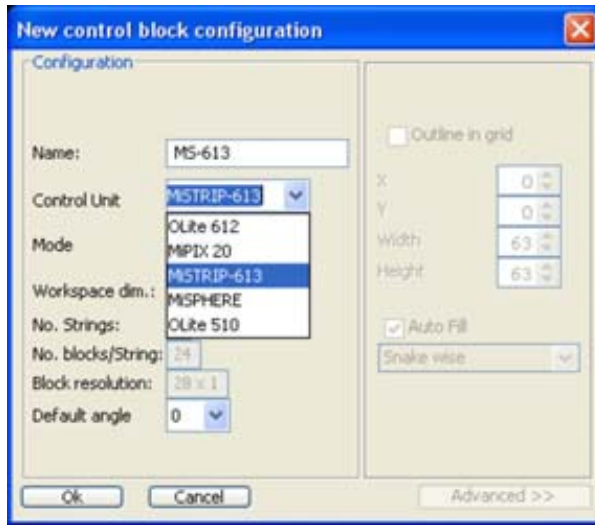 New control block configuration
Configuration
Name:
MS-613
Control Unit
MiSTRIP-613
OLite 612
MiPIX 20
MiSTRIP-613
MiSPHERE
OLite 510
Mode
Workspace dim.:
No. Strings:
No. blocks/String:
24
Block resolution:
28 x 1
Default angle
0
Ok
Cancel
Outline in grid
X
0
Y
0
Width
63
Height
63
Auto Fill
Snake wise
Advanced >>